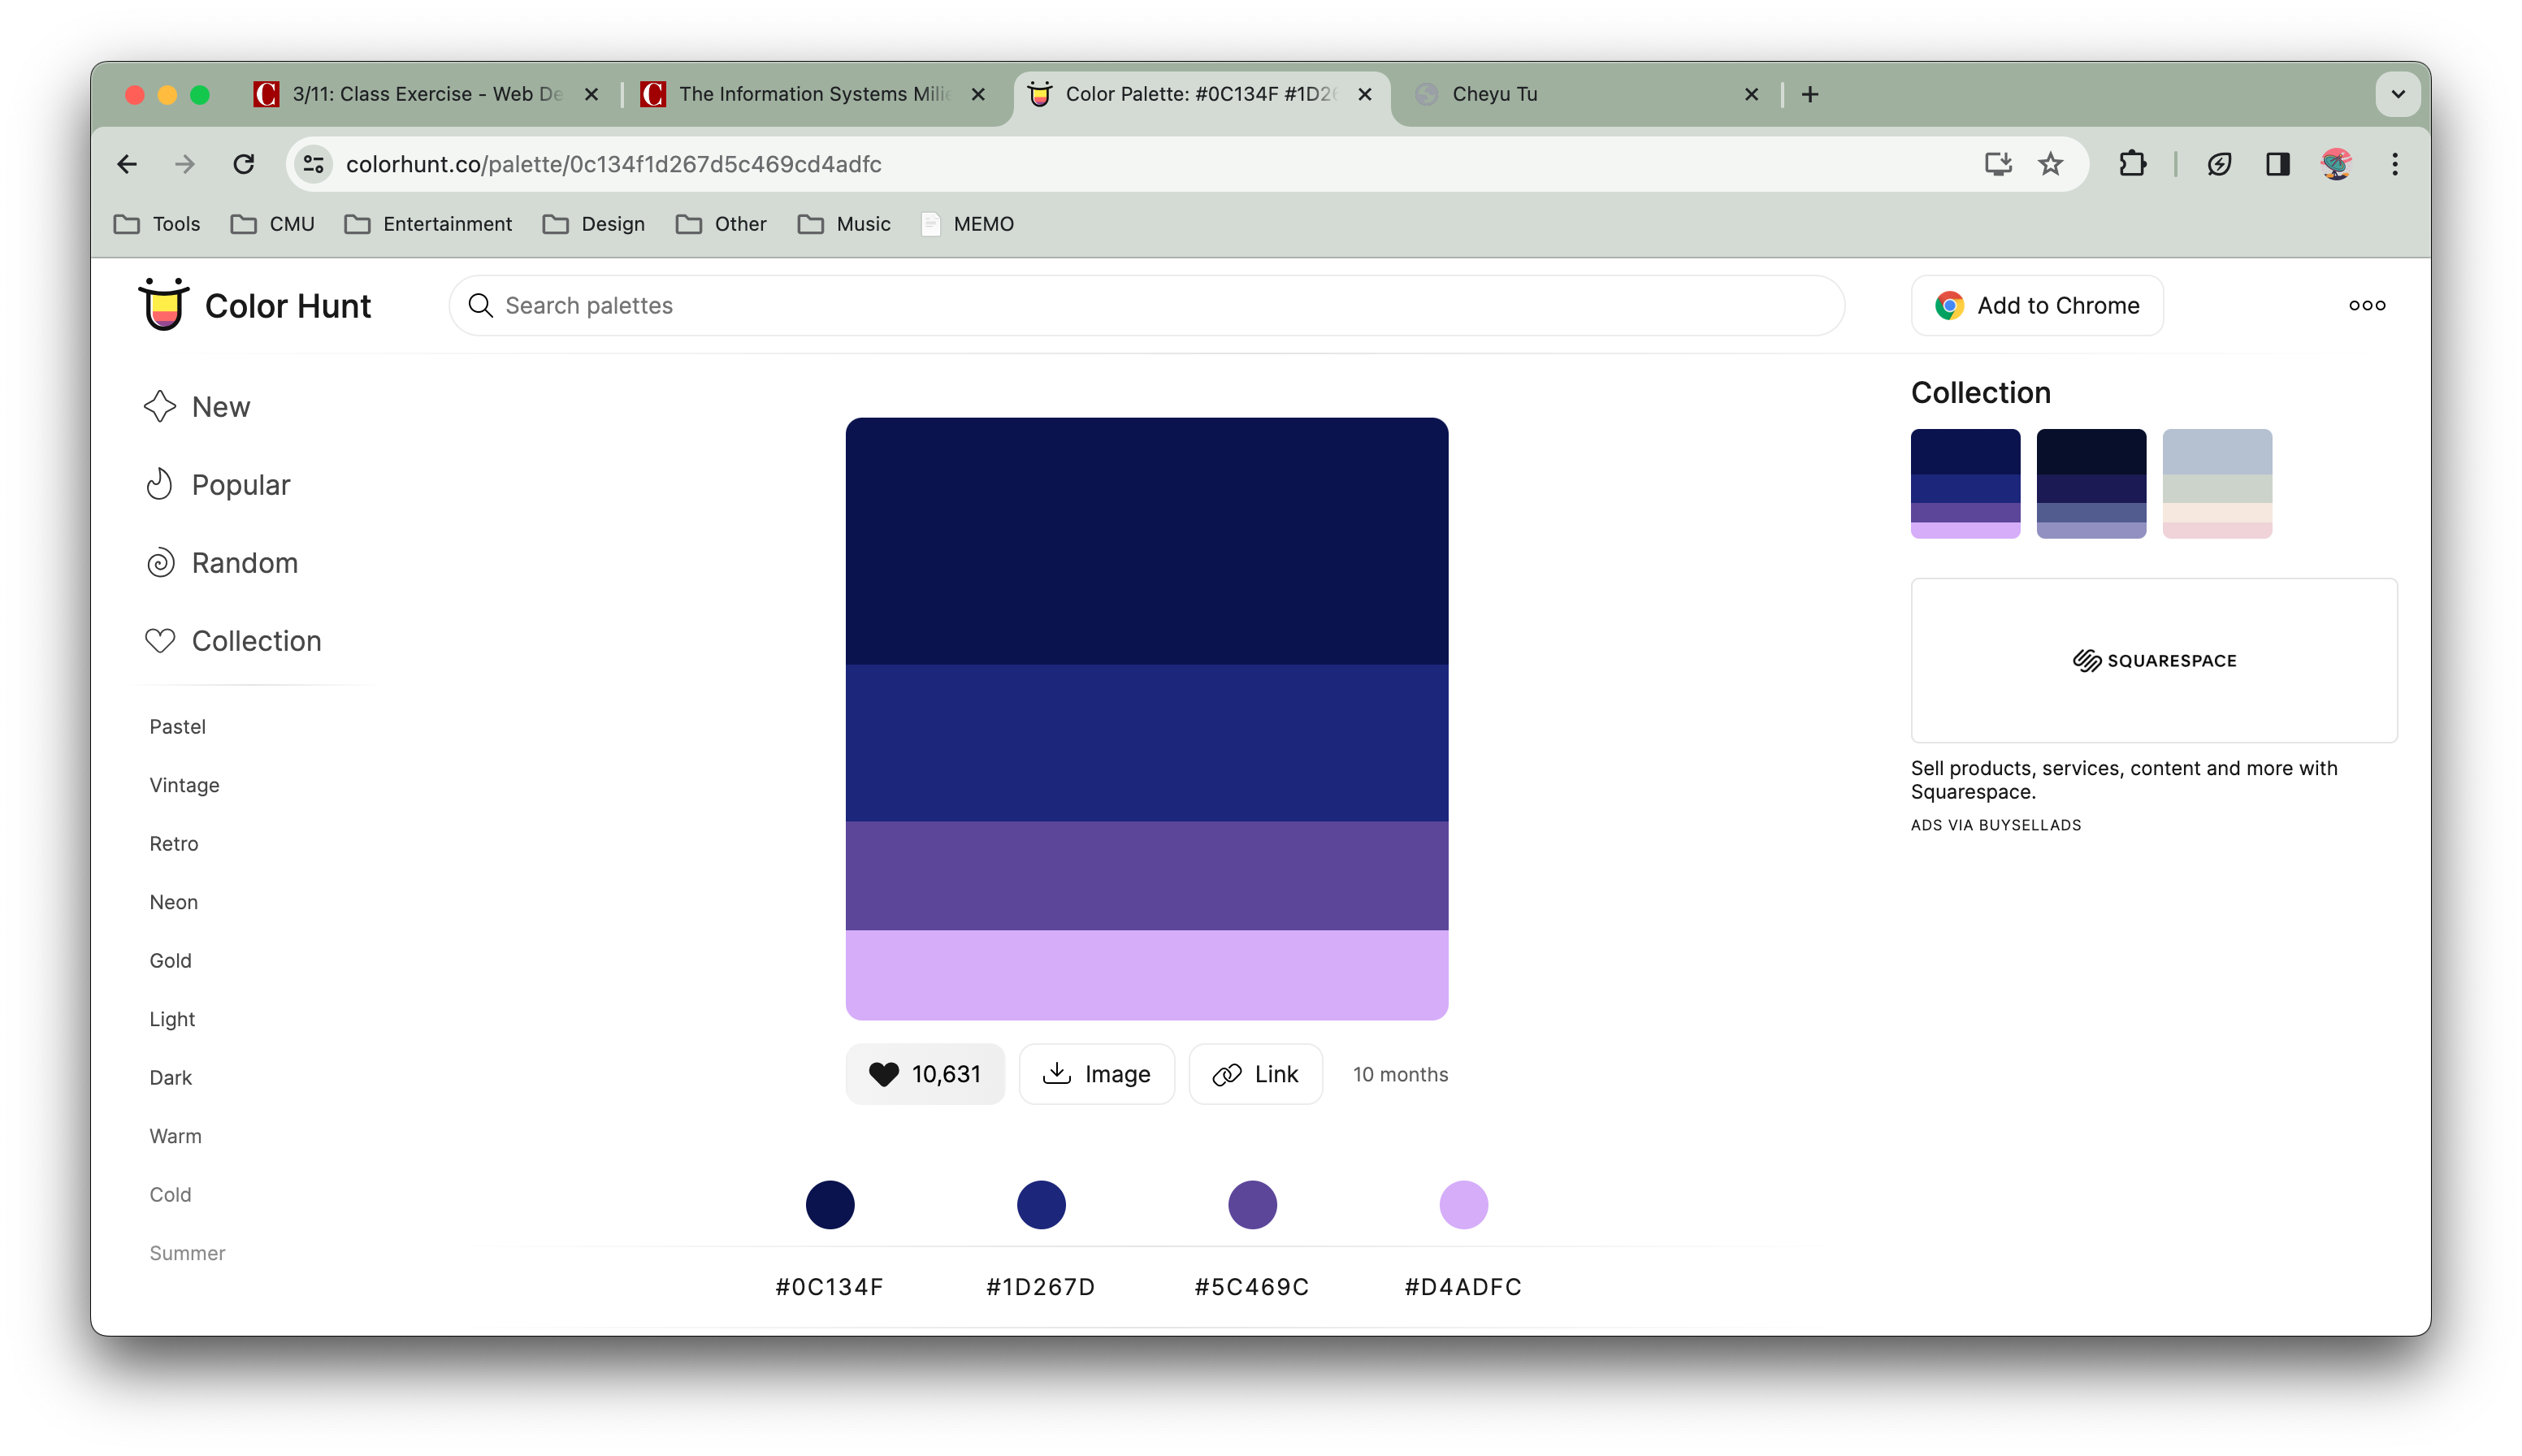 3/11: Class Exercise - Web De
The Information Systems Milie
Color Palette: #0C134F #1D26
Cheyu Tu
colorhunt.co/palette/0c134f1d267d5c469cd4adfc
Tools
CMU
Entertainment
Design
Other
Music
MEMO
Color Hunt
Search palettes
Add to Chrome
New
Popular
Random
Collection
Pastel
Vintage
Retro
Neon
Gold
Light
Dark
Warm
Cold
Summer
10,631
Image
Link
10 months
#0C134F
#1D267D
#5C469C
#D4ADFC
Collection
SQUARESPACE
Sell products, services, content and more with
Squarespace.
ADS VIA BUYSELLADS